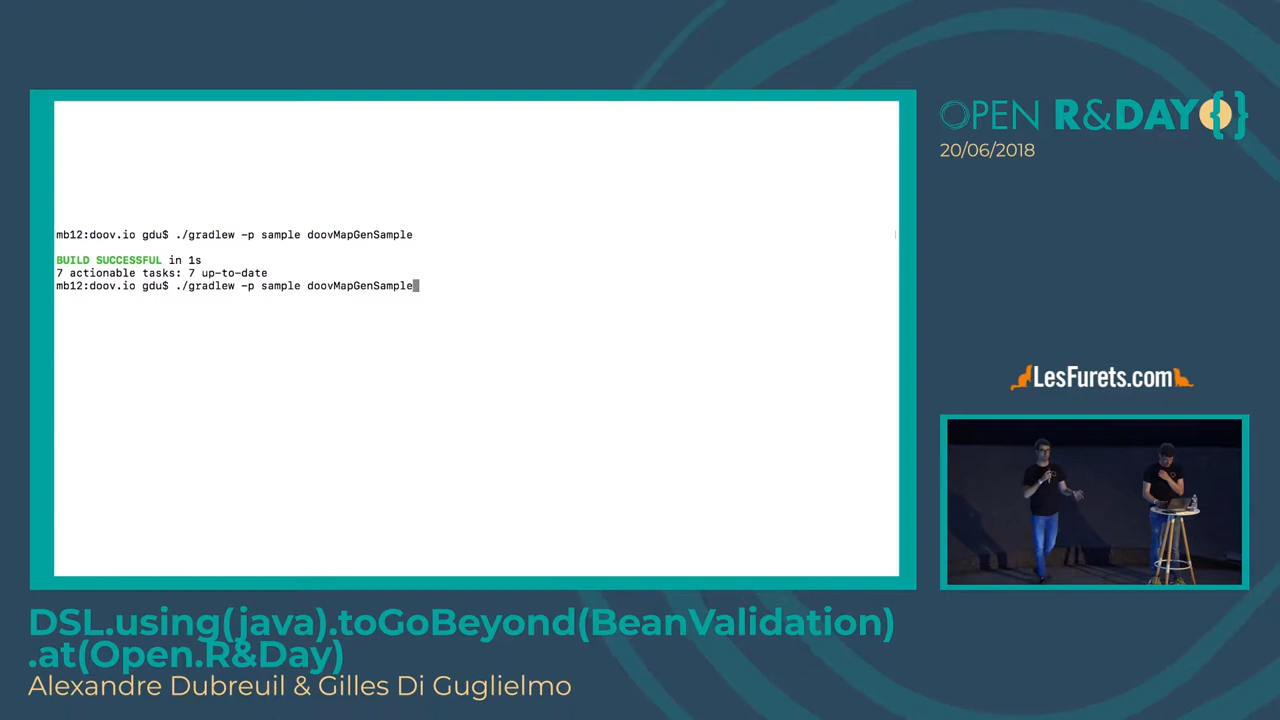 mb12:doov.io gdu$ ./gradlew -p sample doovMapGenSample
BUILD SUCCESSFUL in 1s
7 actionable tasks: 7 up-to-date
mb12:doov.io gdu$ ./gradlew -p sample doovMapGenSample
OPEN R&DAY {}
20/06/2018
LesFurets.com
DSL.using(java).toGoBeyond(BeanValidation)
.at(Open.R&Day)
Alexandre Dubreuil & Gilles Di Guglielmo